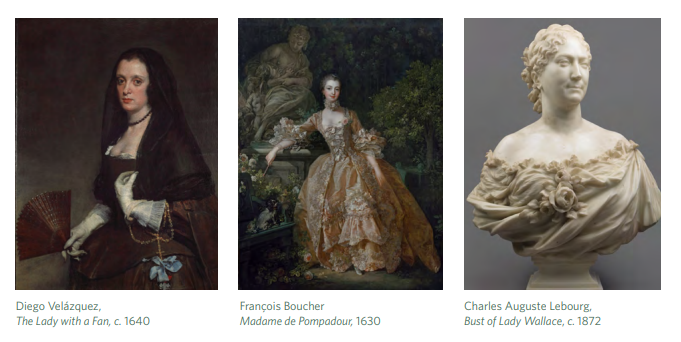 Diego Velázquez,
The Lady with a Fan, c. 1640
François Boucher
Madame de Pompadour, 1630
Charles Auguste Lebourg,
Bust of Lady Wallace, c. 1872